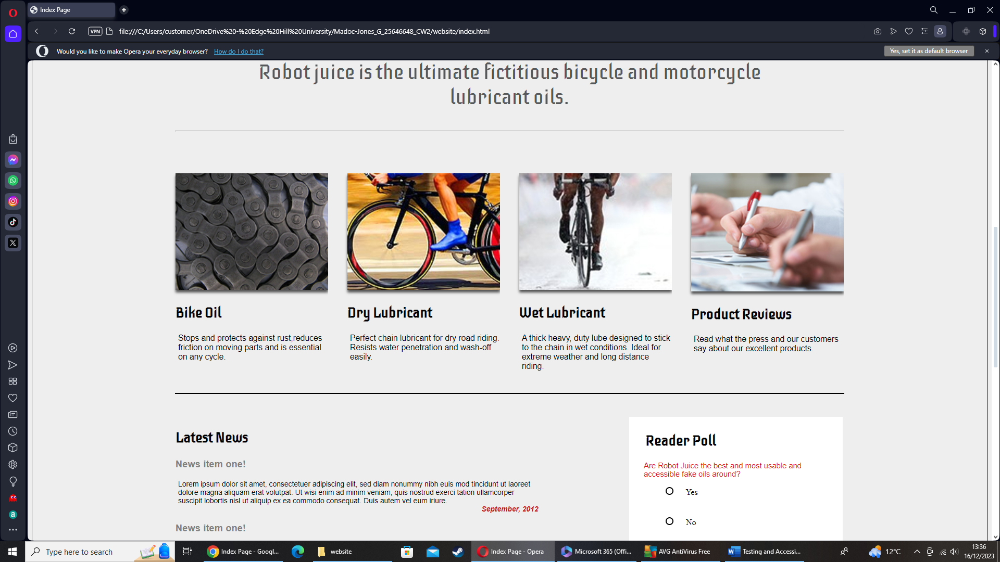 Index Page
VPN
file:///C:/Users/customer/OneDrive%20-%20Edge%20Hill%20University/Madoc-Jones_G_25646648_CW2/website/index.html
Would you like to make Opera your everyday browser? How do I do that?
Yes, set it as default browser
Robot juice is the ultimate fictitious bicycle and motorcycle
lubricant oils.
Bike Oil
Stops and protects against rust,reduces
friction on moving parts and is essential
on any cycle.
Dry Lubricant
Perfect chain lubricant for dry road riding.
Resists water penetration and wash-off
easily.
Wet Lubricant
A thick heavy, duty lube designed to stick
to the chain in wet conditions. Ideal for
extreme weather and long distance
riding.
Product Reviews
Read what the press and our customers
say about our excellent products.
Latest News
News item one!
Lorem ipsum dolor sit amet, consectetuer adipiscing elit, sed diam nonummy nibh euis mod tincidunt ut laoreet
dolore magna aliquam erat volutpat. Ut wisi enim ad minim veniam, quis nostrud exerci tation ullamcorper
suscipit lobortis nisl ut aliquip ex ea commodo consequat. Duis autem vel eum iriure.
September, 2012
News item one!
Reader Poll
Are Robot Juice the best and most usable and
accessible fake oils around?
Yes
No
Type here to search
Index Page - Googl...
website
Index Page - Opera
Microsoft 365 (Offi...
AVG AntiVirus Free
Testing and Accessi...
12°C
13:36
16/12/2023